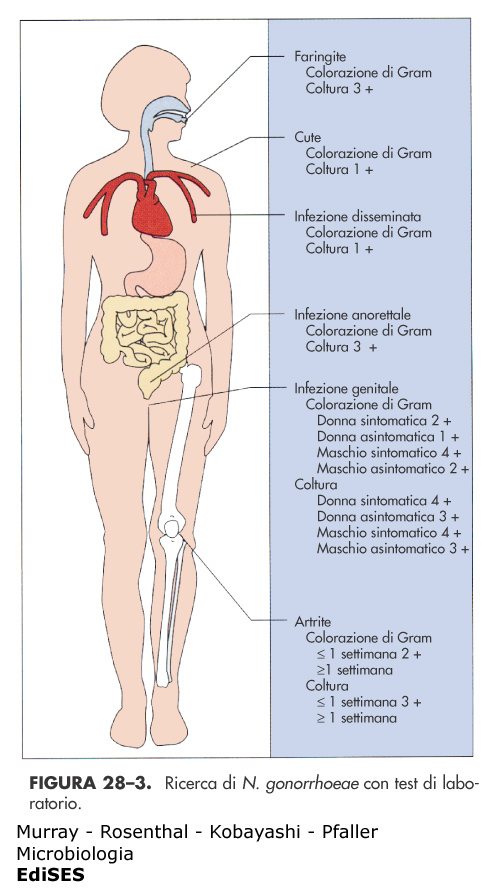 Faringite
Colorazione di Gram
Coltura 3 +
Cute
Colorazione di Gram
Coltura 1 +
Infezione disseminata
Colorazione di Gram
Coltura 1 +
Infezione anorettale
Colorazione di Gram
Coltura 3 +
Infezione genitale
Colorazione di Gram
Donna sintomatica 2 +
Donna asintomatica 1 +
Maschio sintomatico 4 +
Maschio asintomatico 2 +
Coltura
Donna sintomatica 4 +
Donna asintomatica 3 +
Maschio sintomatico 4 +
Maschio asintomatico 3 +
Artrite
Colorazione di Gram
≤ 1 settimana 2 +
≥1 settimana
Coltura
≤ 1 settimana 3 +
≥ 1 settimana
FIGURA 28–3. Ricerca di N. gonorrhoeae con test di labo-
ratorio.
Murray - Rosenthal - Kobayashi - Pfaller
Microbiologia
EdiSES